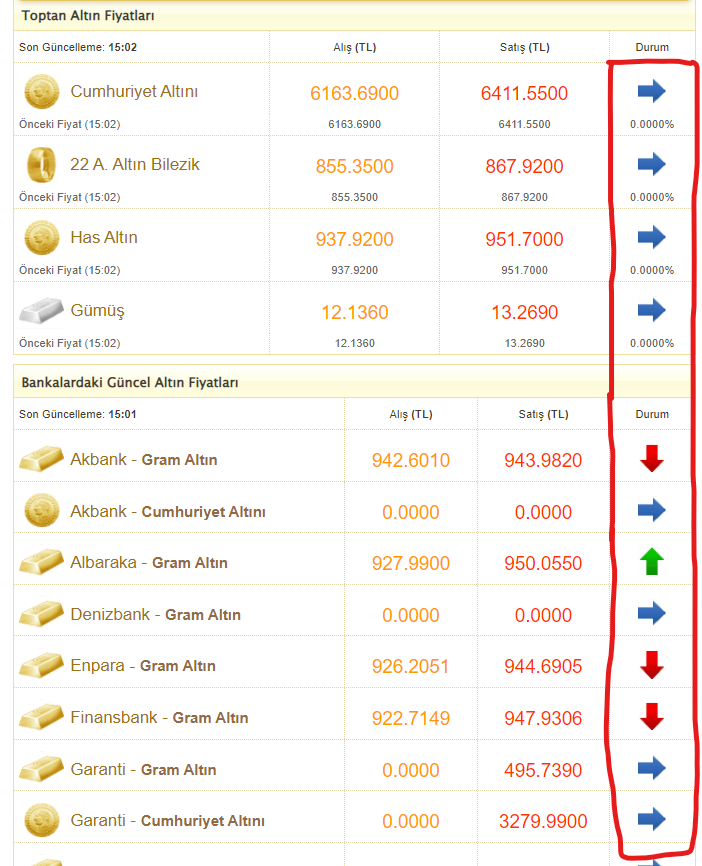 Toptan Altın Fiyatları
Son Güncelleme: 15:02 Alış (TL) Satış (TL) Durum
Cumhuriyet Altını 6163.6900 6411.5500
Önceki Fiyat (15:02) 6163.6900 6411.5500 0.0000%
22 A. Altın Bilezik 855.3500 867.9200
Önceki Fiyat (15:02) 855.3500 867.9200 0.0000%
Has Altın 937.9200 951.7000
Önceki Fiyat (15:02) 937.9200 951.7000 0.0000%
Gümüş 12.1360 13.2690
Önceki Fiyat (15:02) 12.1360 13.2690 0.0000%
Bankalardaki Güncel Altın Fiyatları
Son Güncelleme: 15:01 Alış (TL) Satış (TL) Durum
Akbank - Gram Altın 942.6010 943.9820
Akbank - Cumhuriyet Altını 0.0000 0.0000
Albaraka - Gram Altın 927.9900 950.0550
Denizbank - Gram Altın 0.0000 0.0000
Enpara - Gram Altın 926.2051 944.6905
Finansbank - Gram Altın 922.7149 947.9306
Garanti - Gram Altın 0.0000 495.7390
Garanti - Cumhuriyet Altını 0.0000 3279.9900